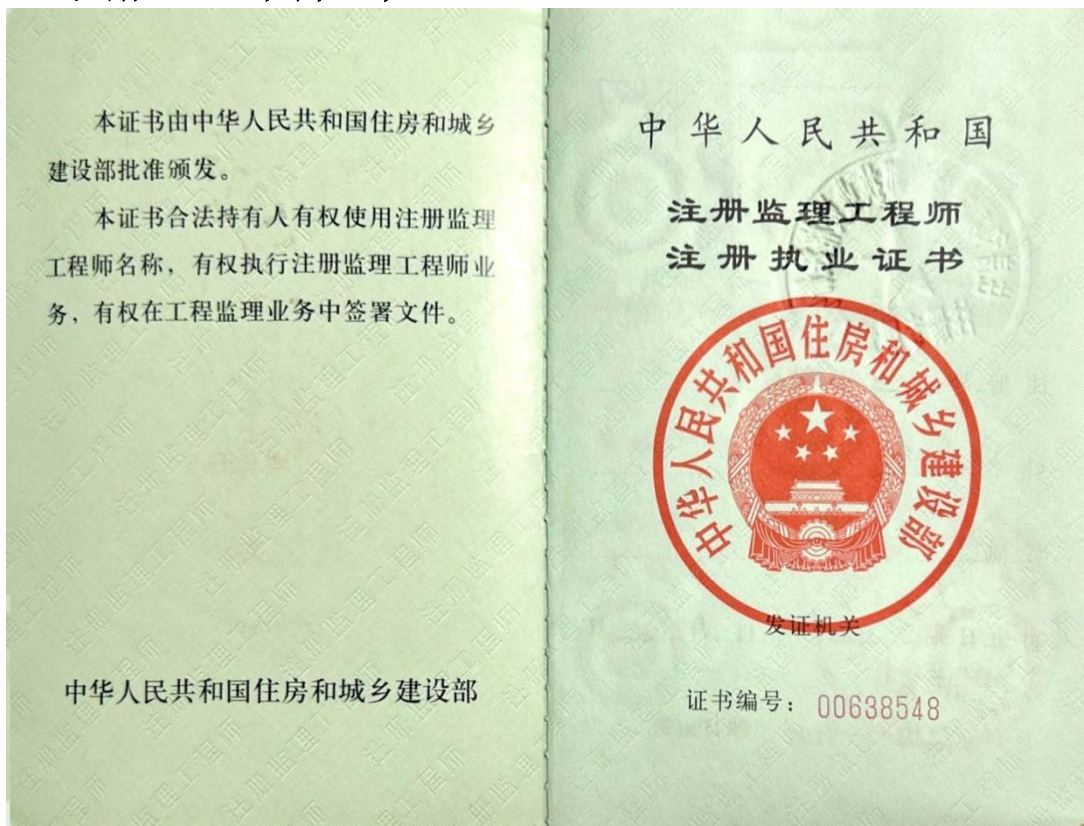 本证书由中华人民共和国住房和城乡
建设部批准颁发。
本证书合法持有人有权使用注册监理
工程师名称，有权执行注册监理工程师业
务，有权在工程监理业务中签署文件。
中华人民共和国住房和城乡建设部
中华人民共和国
注册监理工程师
注册执业证书
中华人民共和国住房和城乡建设部
发证机关
证书编号：00638548